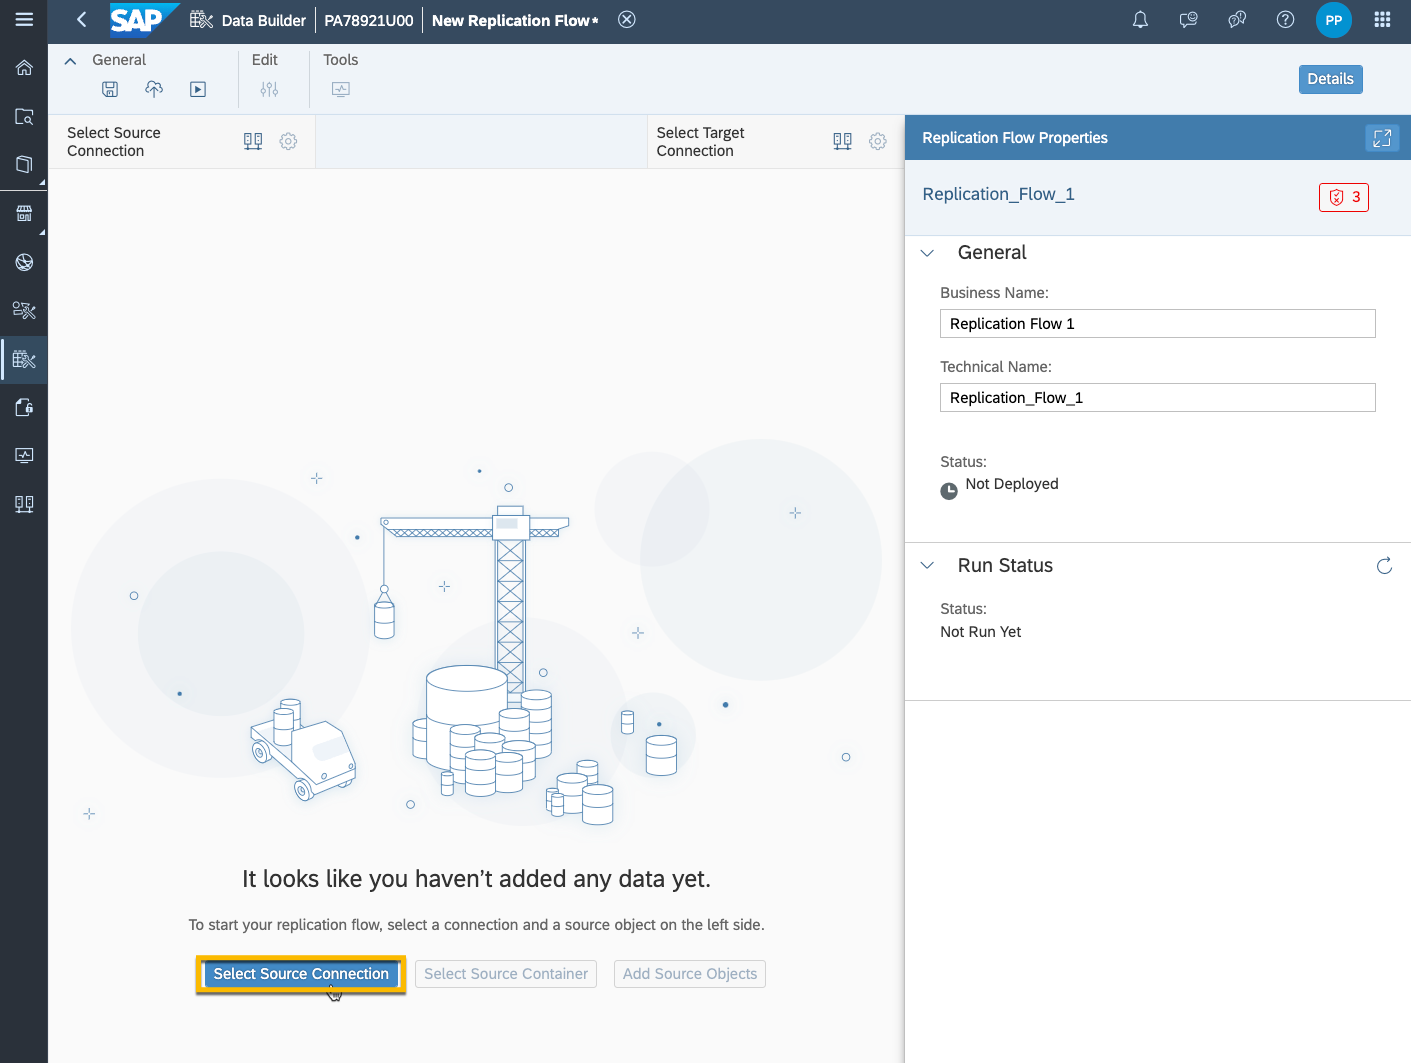 SAP Data Builder PA78921U00 New Replication Flow*
PP
General Edit Tools
Details
Select Source
Connection
Select Target
Connection
Replication Flow Properties
Replication_Flow_1
3
General
Business Name:
Replication Flow 1
Technical Name:
Replication_Flow_1
Status:
Not Deployed
Run Status
Status:
Not Run Yet
It looks like you haven’t added any data yet.
To start your replication flow, select a connection and a source object on the left side.
Select Source Connection Select Source Container Add Source Objects